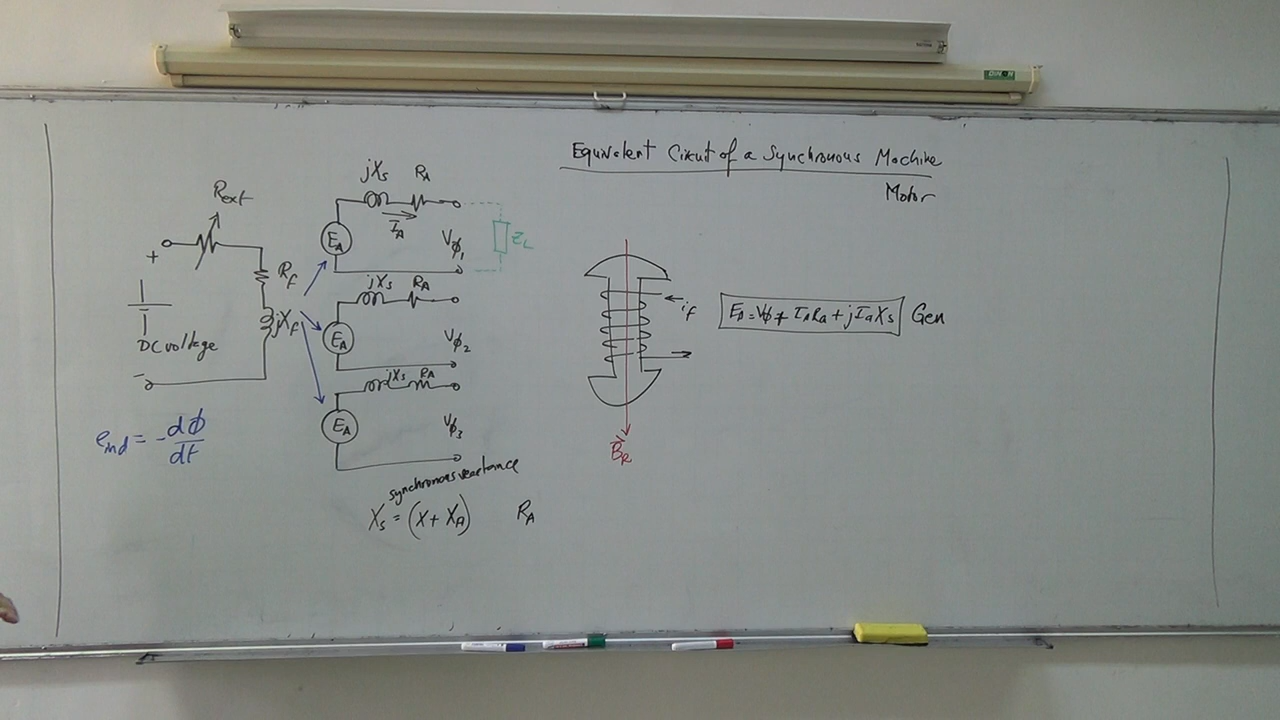 Equivalent Circuit of a Synchronous Machine
Motor
Rext
+
Rf
jXf
DC voltage
-
eind = -dϕ/dt
jXs RA
EA
IA
Vϕ1
ZL
jXs RA
EA
Vϕ2
jXs RA
EA
Vϕ3
synchronous reactance
Xs = (X + XA) RA
if
BR
EA = Vϕ + IARa + jIaXs Gen